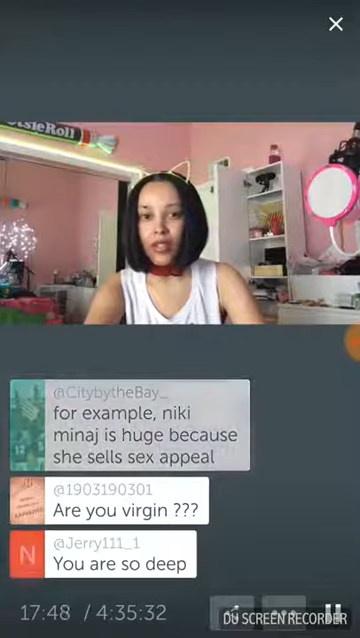 otsieRoll
@CitybytheBay_
for example, niki
minaj is huge because
she sells sex appeal
@1903190301
Are you virgin ???
N
@Jerry111_1
You are so deep
17:48 / 4:35:32
DU SCREEN RECORDER